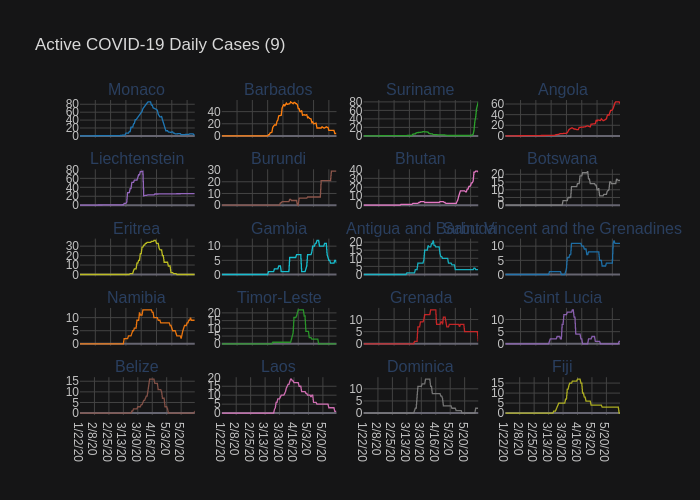 Active COVID-19 Daily Cases (9)
Monaco Barbados Suriname Angola
80 60 40 20 0
40 20 0
80 60 40 20 0
60 40 20 0
Liechtenstein Burundi Bhutan Botswana
80 60 40 20 0
30 20 10 0
40 30 20 10 0
20 15 10 5 0
Eritrea Gambia Antigua and Barbuda Saint Vincent and the Grenadines
30 20 10 0
10 5 0
20 15 10 5 0
10 5 0
Namibia Timor-Leste Grenada Saint Lucia
10 5 0
20 15 10 5 0
10 5 0
10 5 0
Belize Laos Dominica Fiji
15 10 5 0
20 15 10 5 0
10 5 0
15 10 5 0
1/22/20 2/8/20 2/25/20 3/13/20 3/30/20 4/16/20 5/3/20 5/20/20
1/22/20 2/8/20 2/25/20 3/13/20 3/30/20 4/16/20 5/3/20 5/20/20
1/22/20 2/8/20 2/25/20 3/13/20 3/30/20 4/16/20 5/3/20 5/20/20
1/22/20 2/8/20 2/25/20 3/13/20 3/30/20 4/16/20 5/3/20 5/20/20